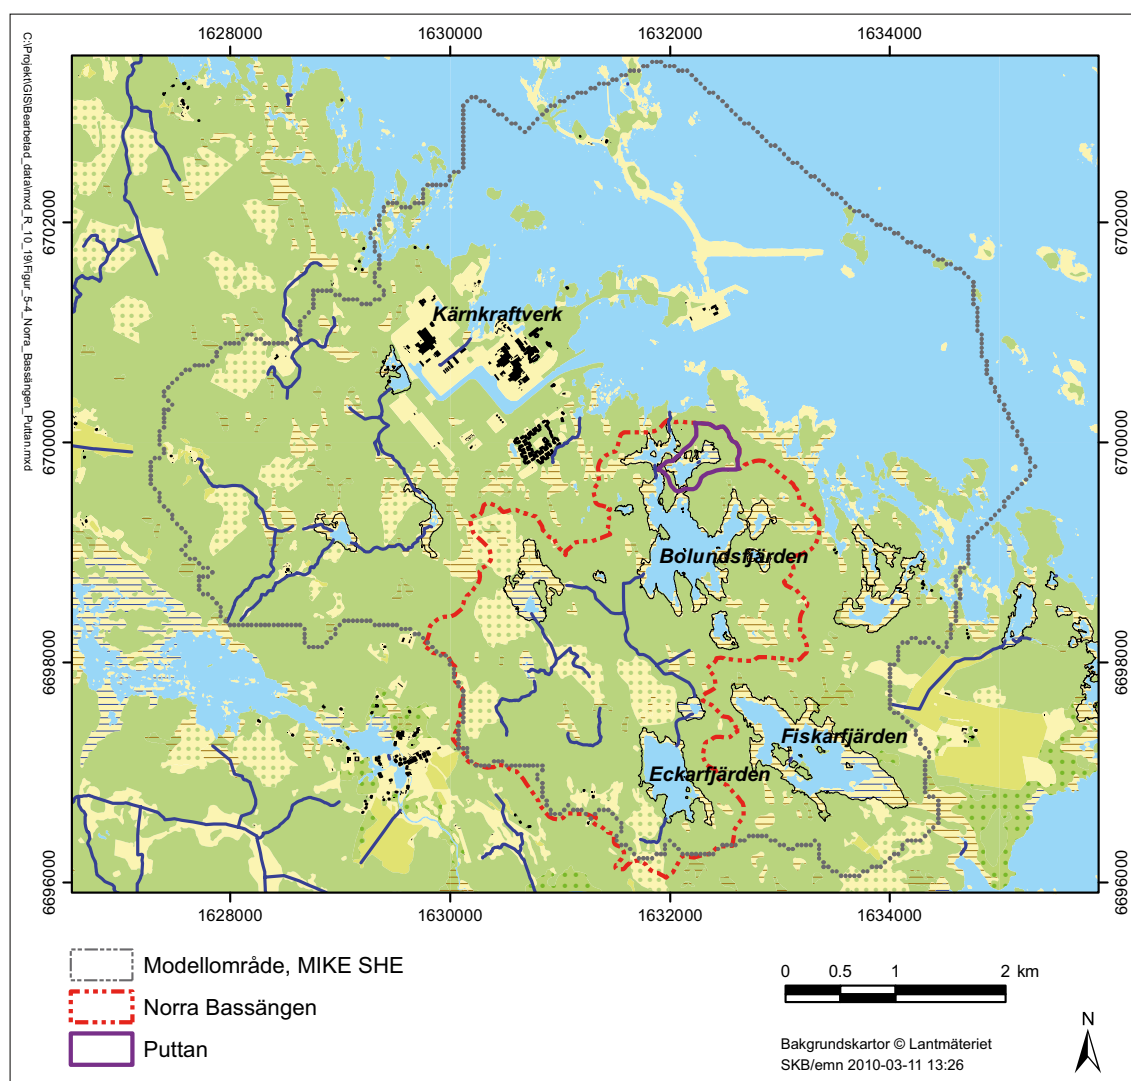 1628000 1630000 1632000 1634000
C:\Projekt\GIS\Bearbetad_data\mxd_R_10_19\Figur_5-4_Norra_Bassängen_Puttan.mxd
6702000 6702000
Kärnkraftverk
6700000 6700000
Bolundsfjärden
6698000 6698000
Fiskarfjärden
Eckarfjärden
6696000 6696000
1628000 1630000 1632000 1634000
Modellområde, MIKE SHE
Norra Bassängen
Puttan
0 0.5 1 2 km
Bakgrundskartor © Lantmäteriet
SKB/emn 2010-03-11 13:26
N